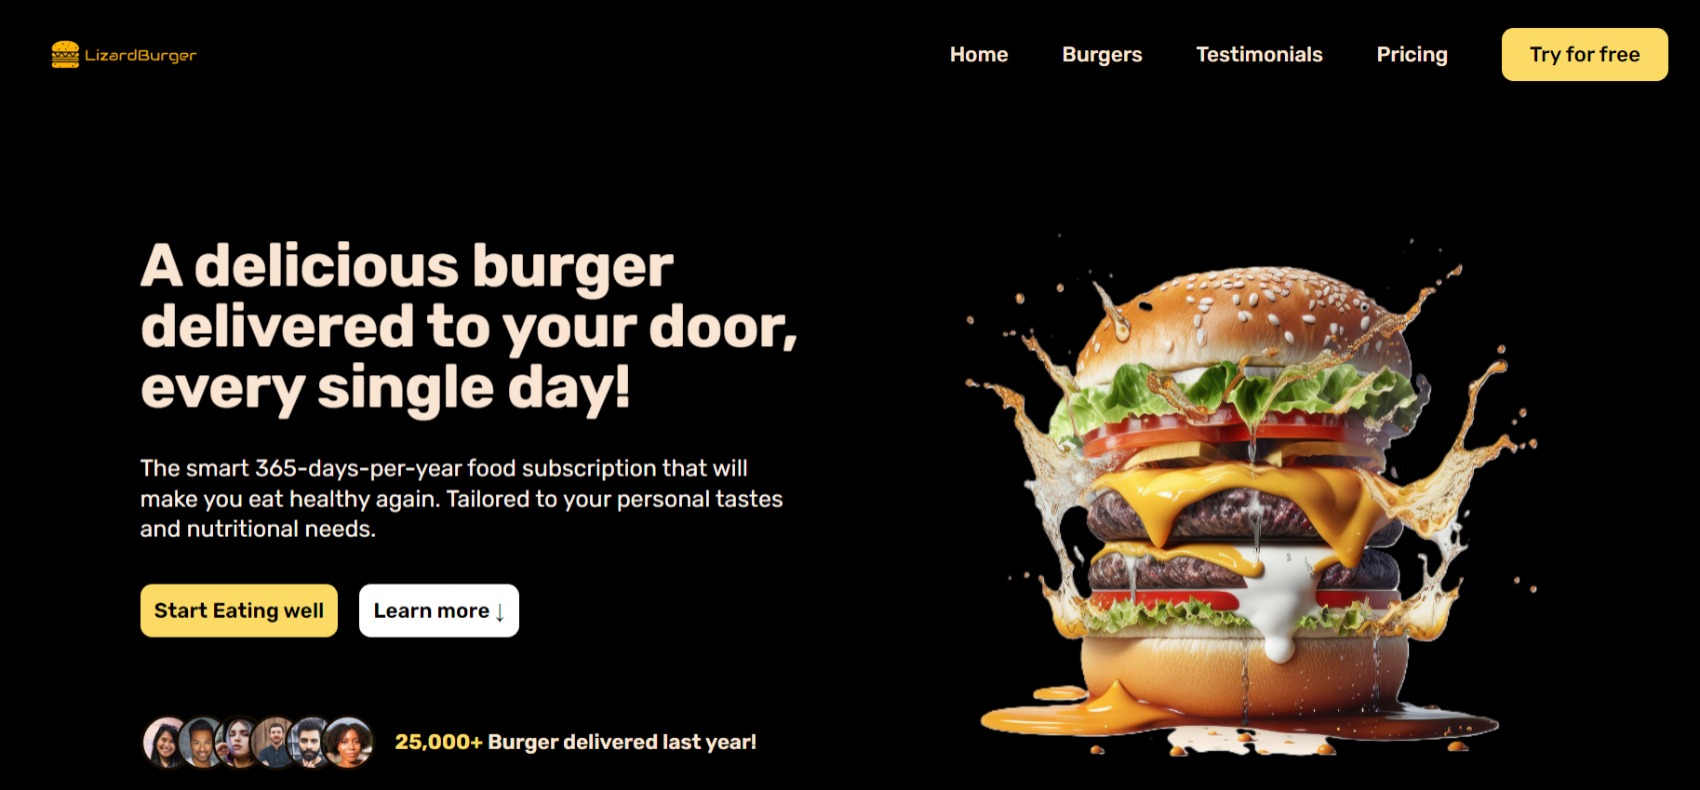 LizardBurger
Home
Burgers
Testimonials
Pricing
Try for free
A delicious burger
delivered to your door,
every single day!
The smart 365-days-per-year food subscription that will
make you eat healthy again. Tailored to your personal tastes
and nutritional needs.
Start Eating well
Learn more ↓
25,000+ Burger delivered last year!